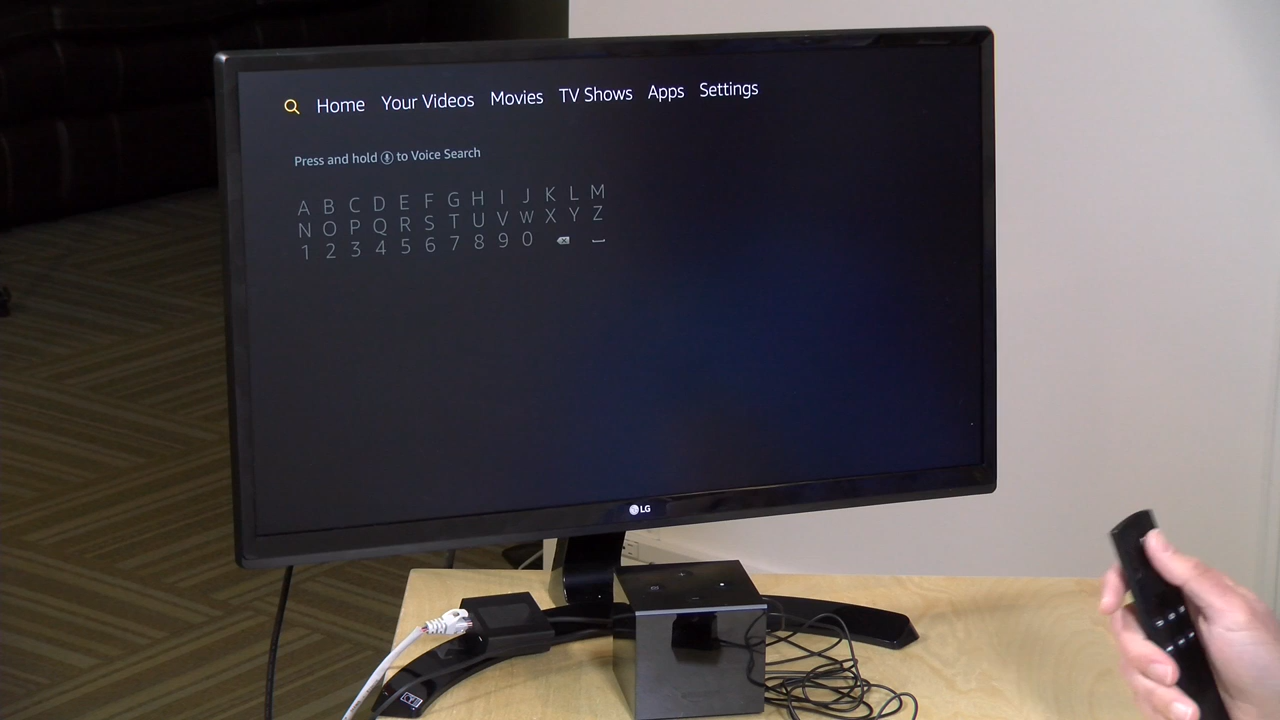 Home Your Videos Movies TV Shows Apps Settings
Press and hold to Voice Search
A B C D E F G H I J K L M
N O P Q R S T U V W X Y Z
1 2 3 4 5 6 7 8 9 0
LG